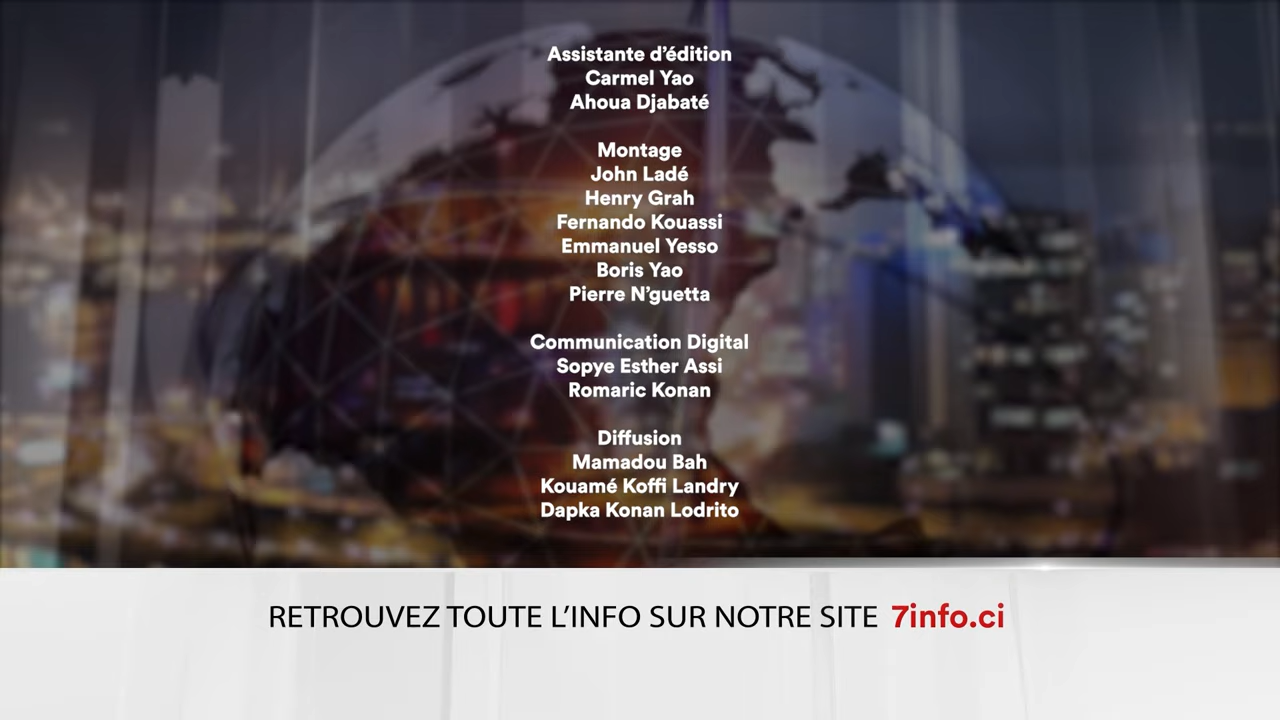 Assistante d’édition
Carmel Yao
Ahoua Djabaté
Montage
John Ladé
Henry Grah
Fernando Kouassi
Emmanuel Yesso
Boris Yao
Pierre N’guetta
Communication Digital
Sopye Esther Assi
Romaric Konan
Diffusion
Mamadou Bah
Kouamé Koffi Landry
Dapka Konan Lodrito
RETROUVEZ TOUTE L’INFO SUR NOTRE SITE 7info.ci